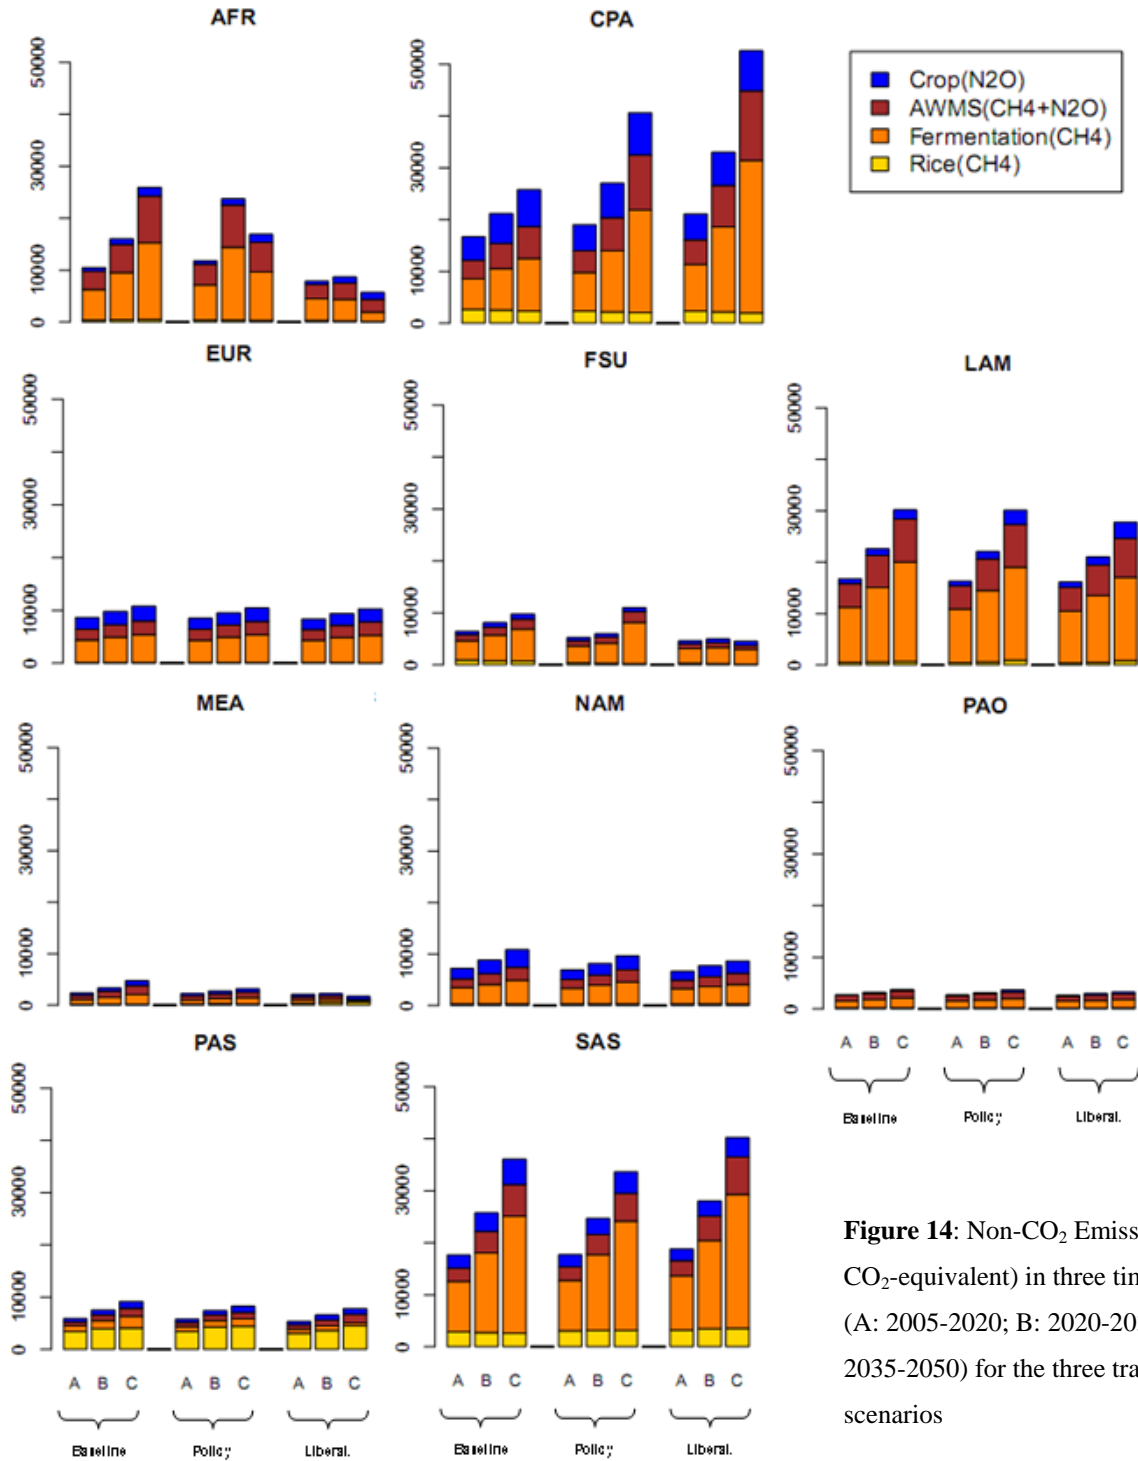 AFR
50000
30000
10000
0
CPA
50000
30000
10000
0
Crop(N2O)
AWMS(CH4+N2O)
Fermentation(CH4)
Rice(CH4)
EUR
50000
30000
10000
0
FSU
50000
30000
10000
0
LAM
50000
30000
10000
0
MEA
50000
30000
10000
0
NAM
50000
30000
10000
0
PAO
50000
30000
10000
0
A B C A B C A B C
Baseline Policy Liberal.
PAS
50000
30000
10000
0
A B C A B C A B C
Baseline Policy Liberal.
SAS
50000
30000
10000
0
A B C A B C A B C
Baseline Policy Liberal.
Figure 14: Non-CO₂ Emiss
CO₂-equivalent) in three
(A: 2005-2020; B:
2035-2050) for the three
scenarios